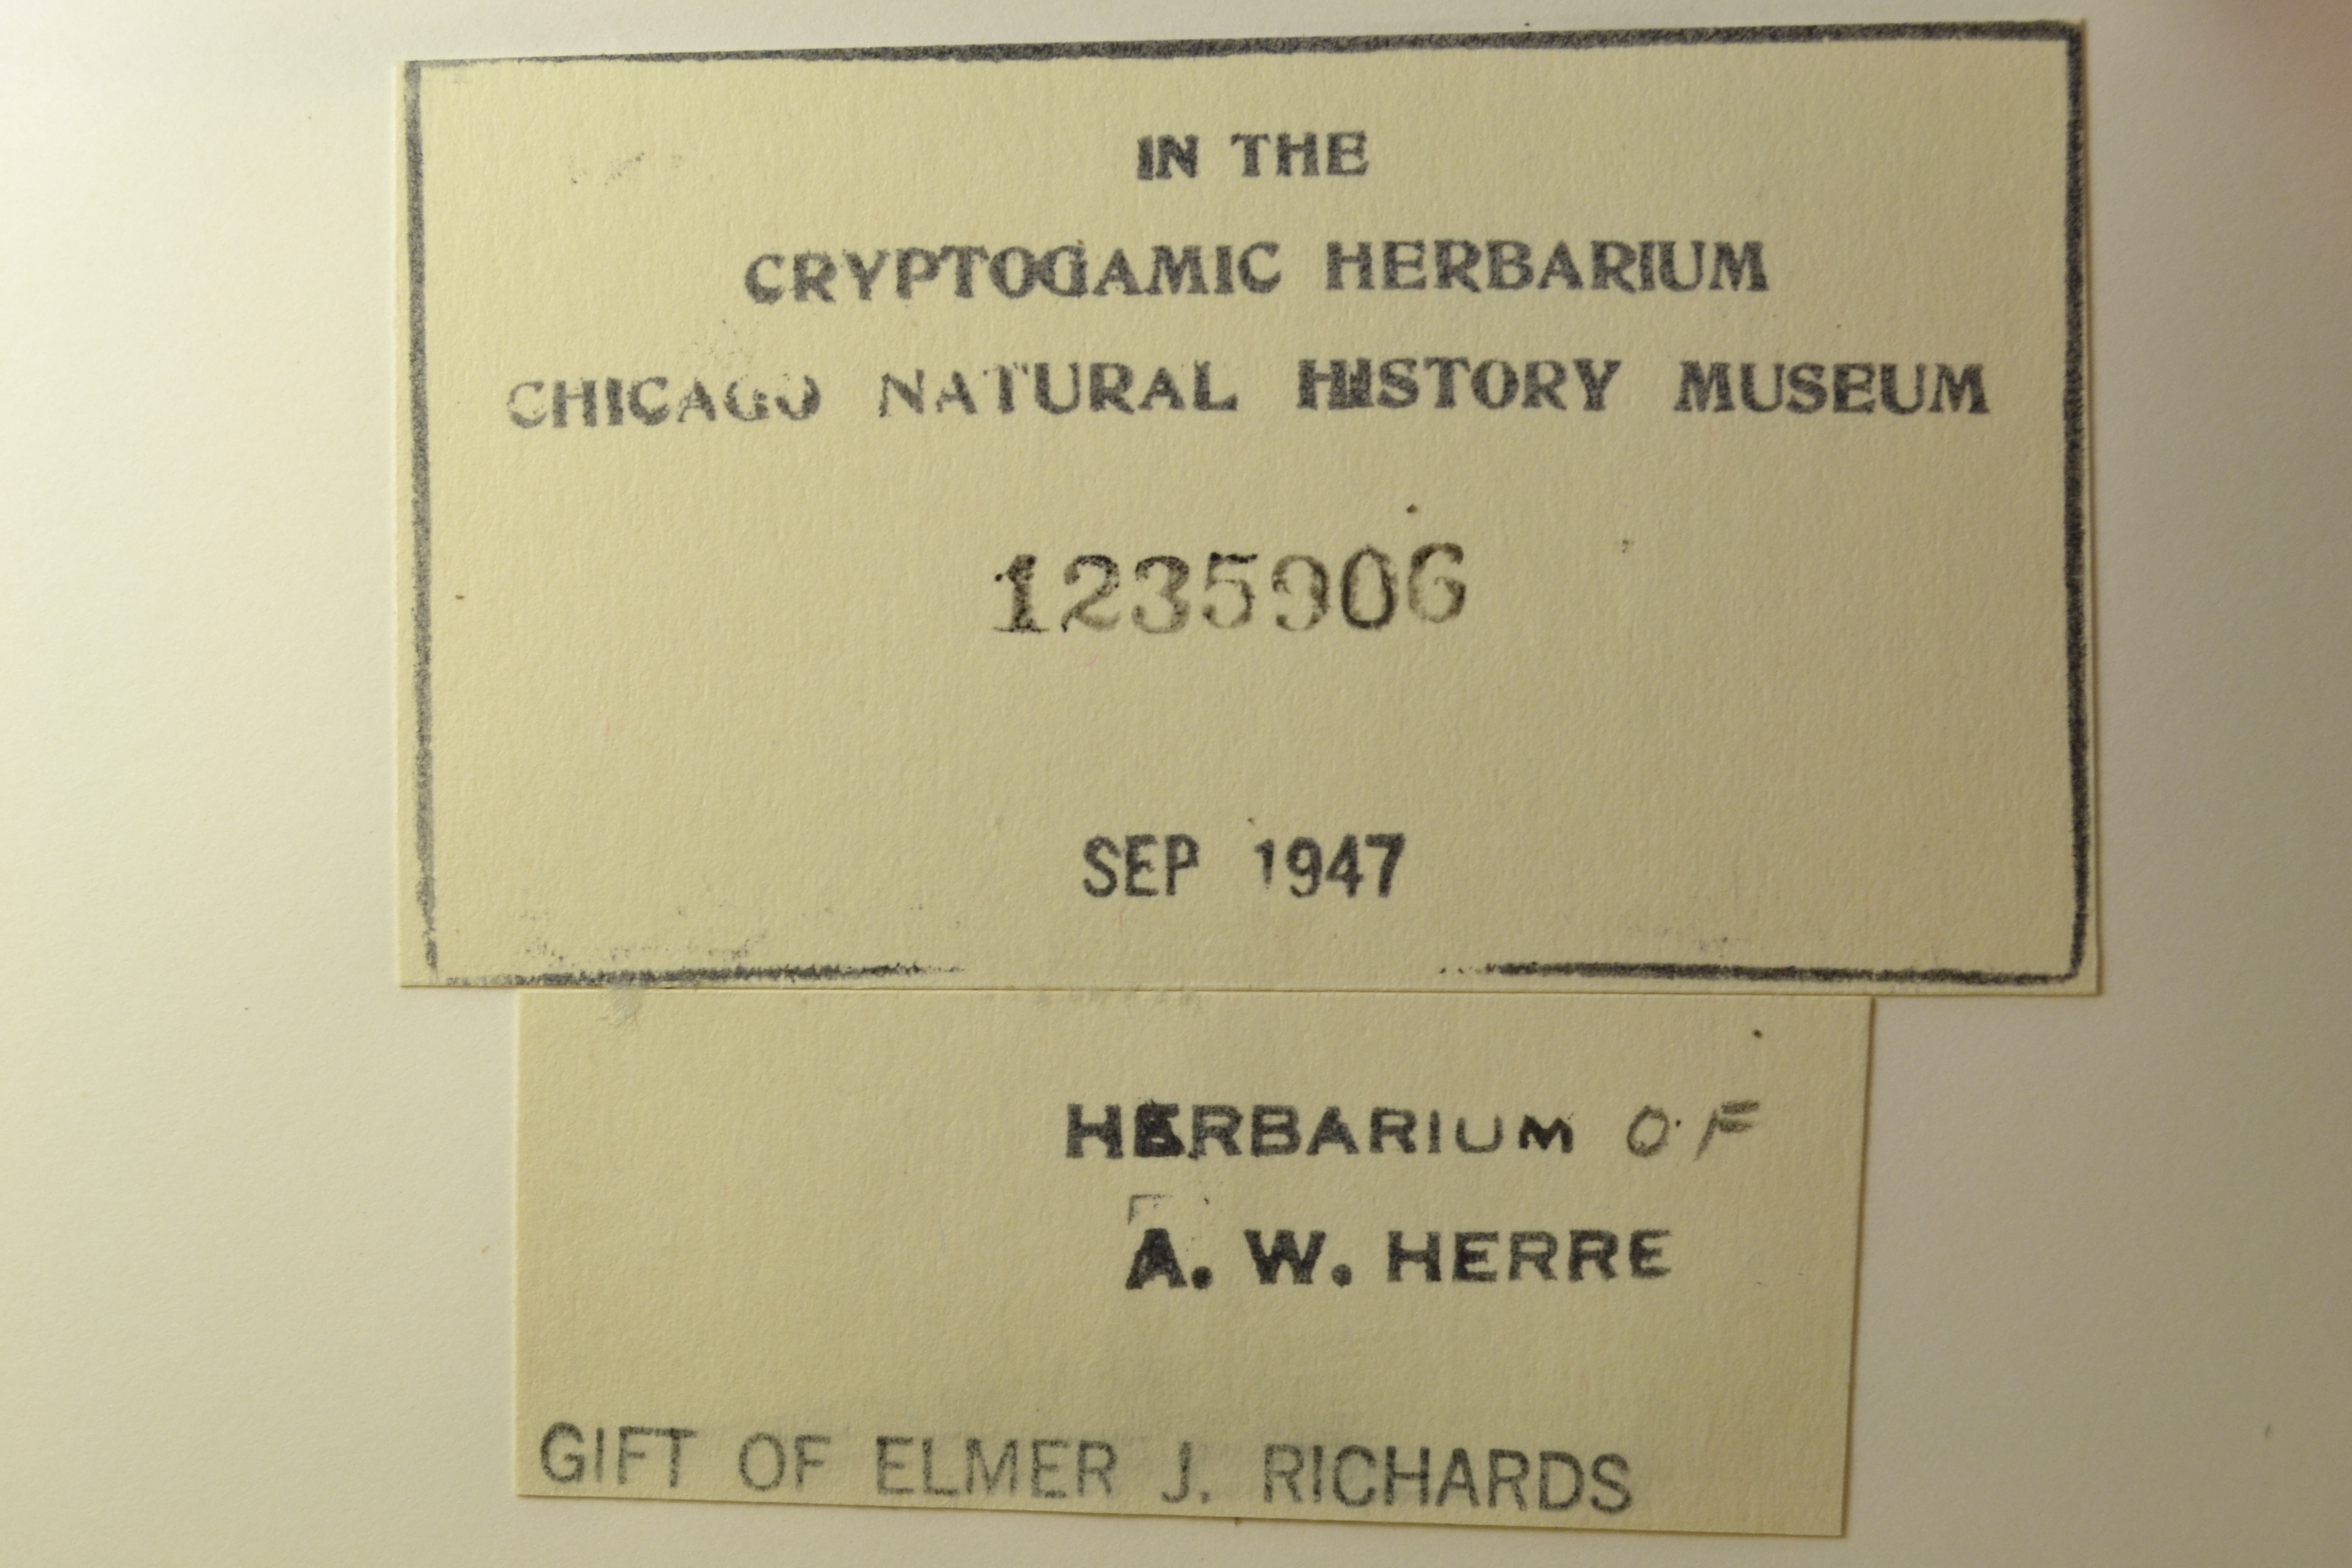 IN THE
CRYPTOGAMIC HERBARIUM
CHICAGO NATURAL HISTORY MUSEUM
1235906
SEP 1947
HERBARIUM OF
A. W. HERRE
GIFT OF ELMER J. RICHARDS